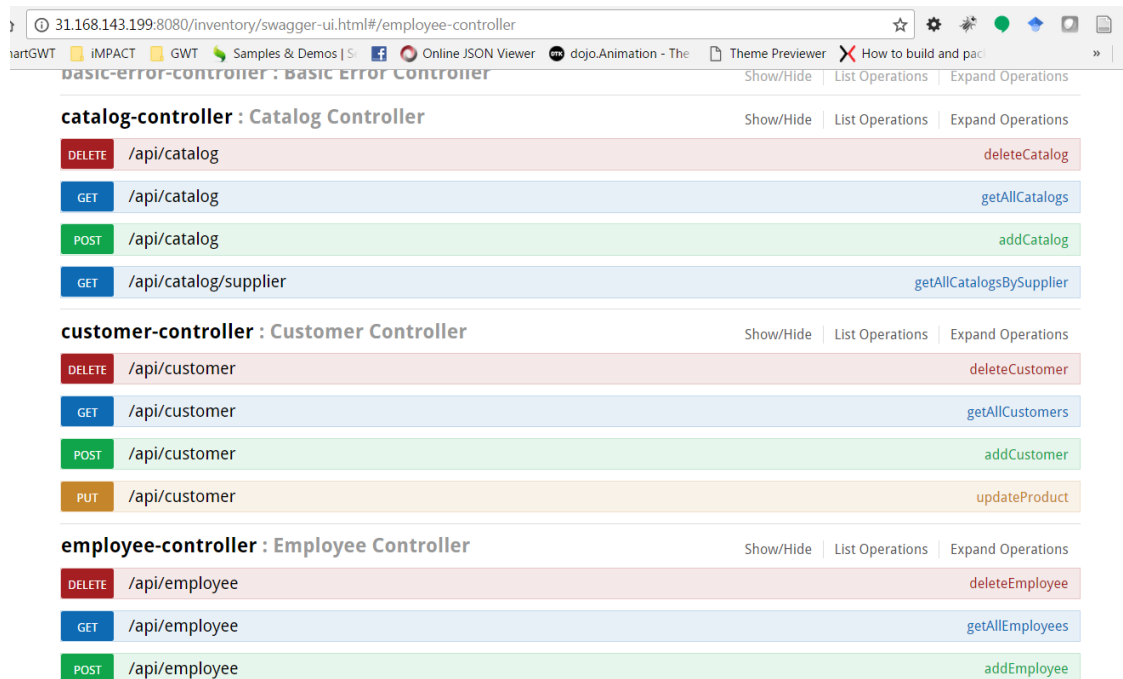 31.168.143.199:8080/inventory/swagger-ui.html#/employee-controller
nartGWT iMPACT GWT Samples & Demos | S Online JSON Viewer dojo.Animation - The Theme Previewer How to build and pac »
basic-error-controller : Basic Error Controller Show/Hide List Operations Expand Operations
catalog-controller : Catalog Controller Show/Hide List Operations Expand Operations
DELETE /api/catalog deleteCatalog
GET /api/catalog getAllCatalogs
POST /api/catalog addCatalog
GET /api/catalog/supplier getAllCatalogsBySupplier
customer-controller : Customer Controller Show/Hide List Operations Expand Operations
DELETE /api/customer deleteCustomer
GET /api/customer getAllCustomers
POST /api/customer addCustomer
PUT /api/customer updateProduct
employee-controller : Employee Controller Show/Hide List Operations Expand Operations
DELETE /api/employee deleteEmployee
GET /api/employee getAllEmployees
POST /api/employee addEmployee